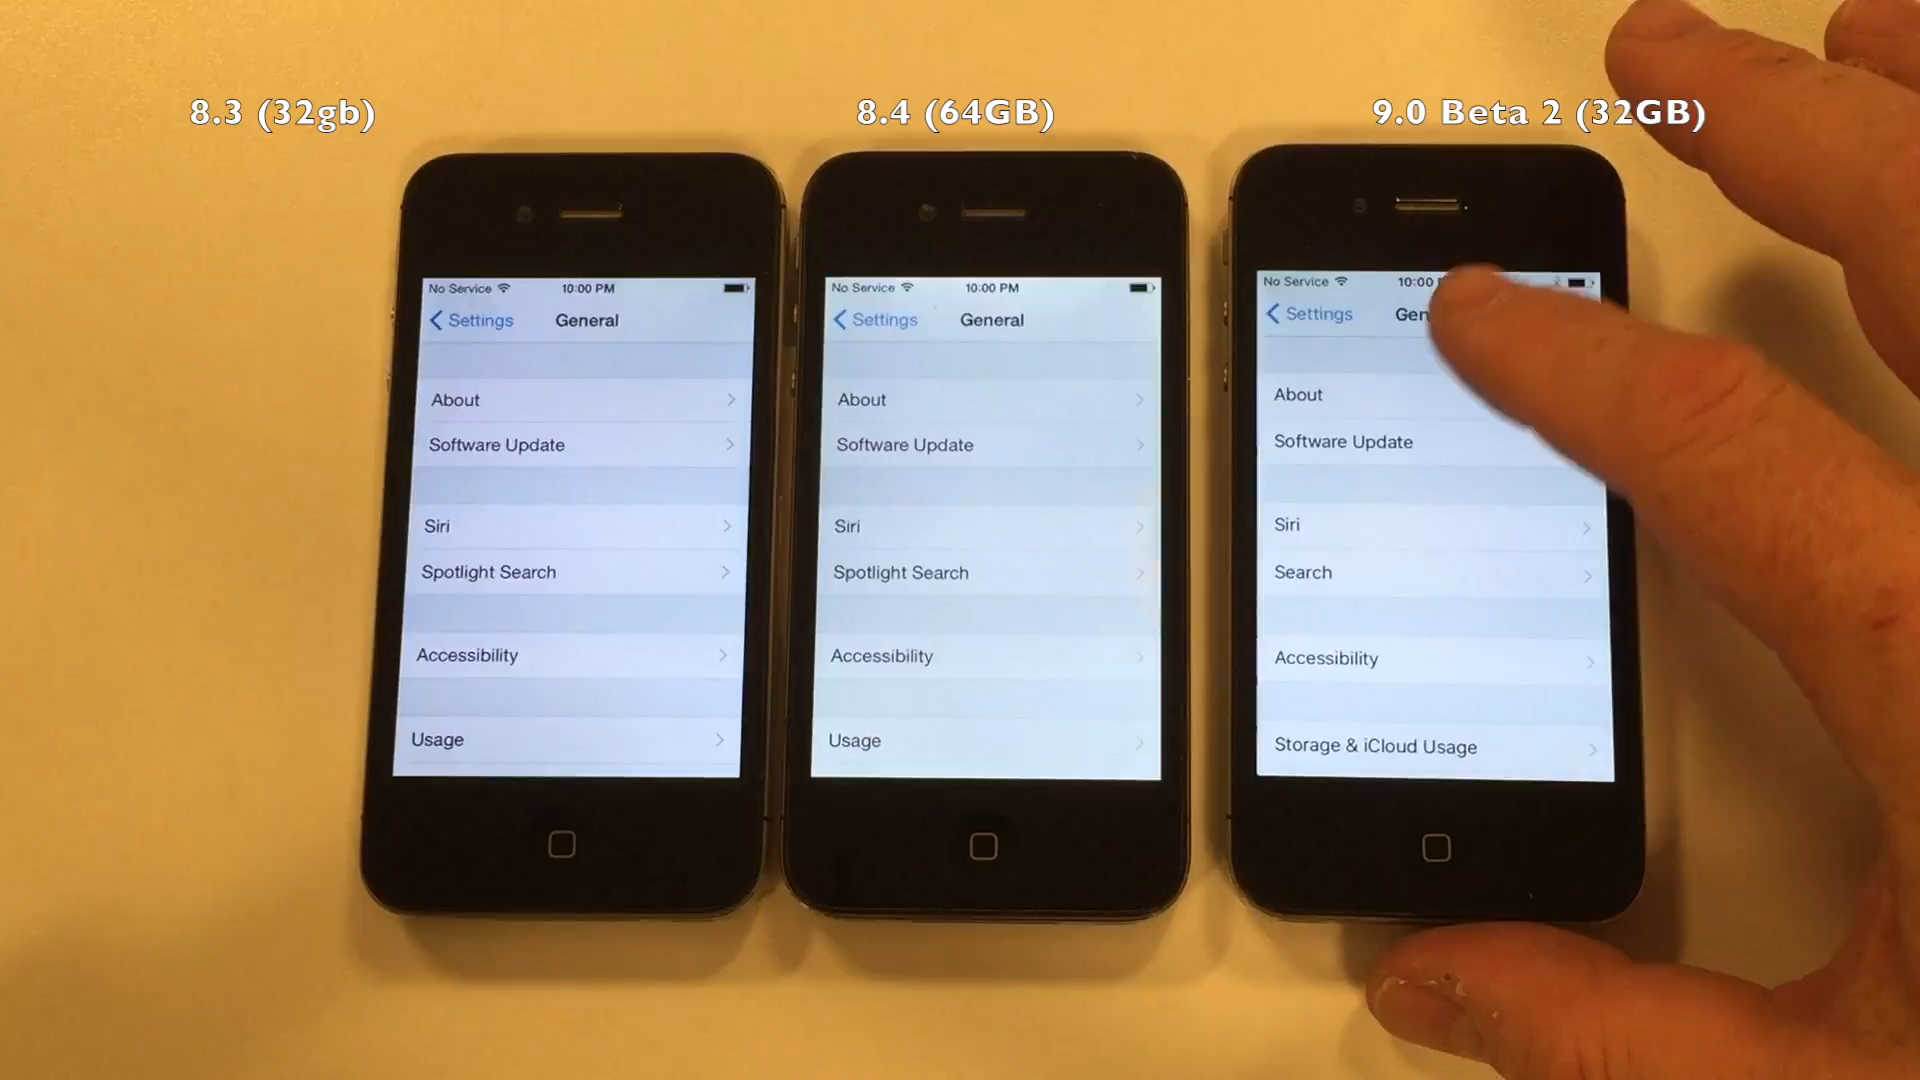 8.3 (32gb)
8.4 (64GB)
9.0 Beta 2 (32GB)
No Service
10:00 PM
Settings
General
About
Software Update
Siri
Spotlight Search
Accessibility
Usage
No Service
10:00 PM
Settings
General
About
Software Update
Siri
Spotlight Search
Accessibility
Usage
No Service
10:00
Settings
Gen
About
Software Update
Siri
Search
Accessibility
Storage & iCloud Usage